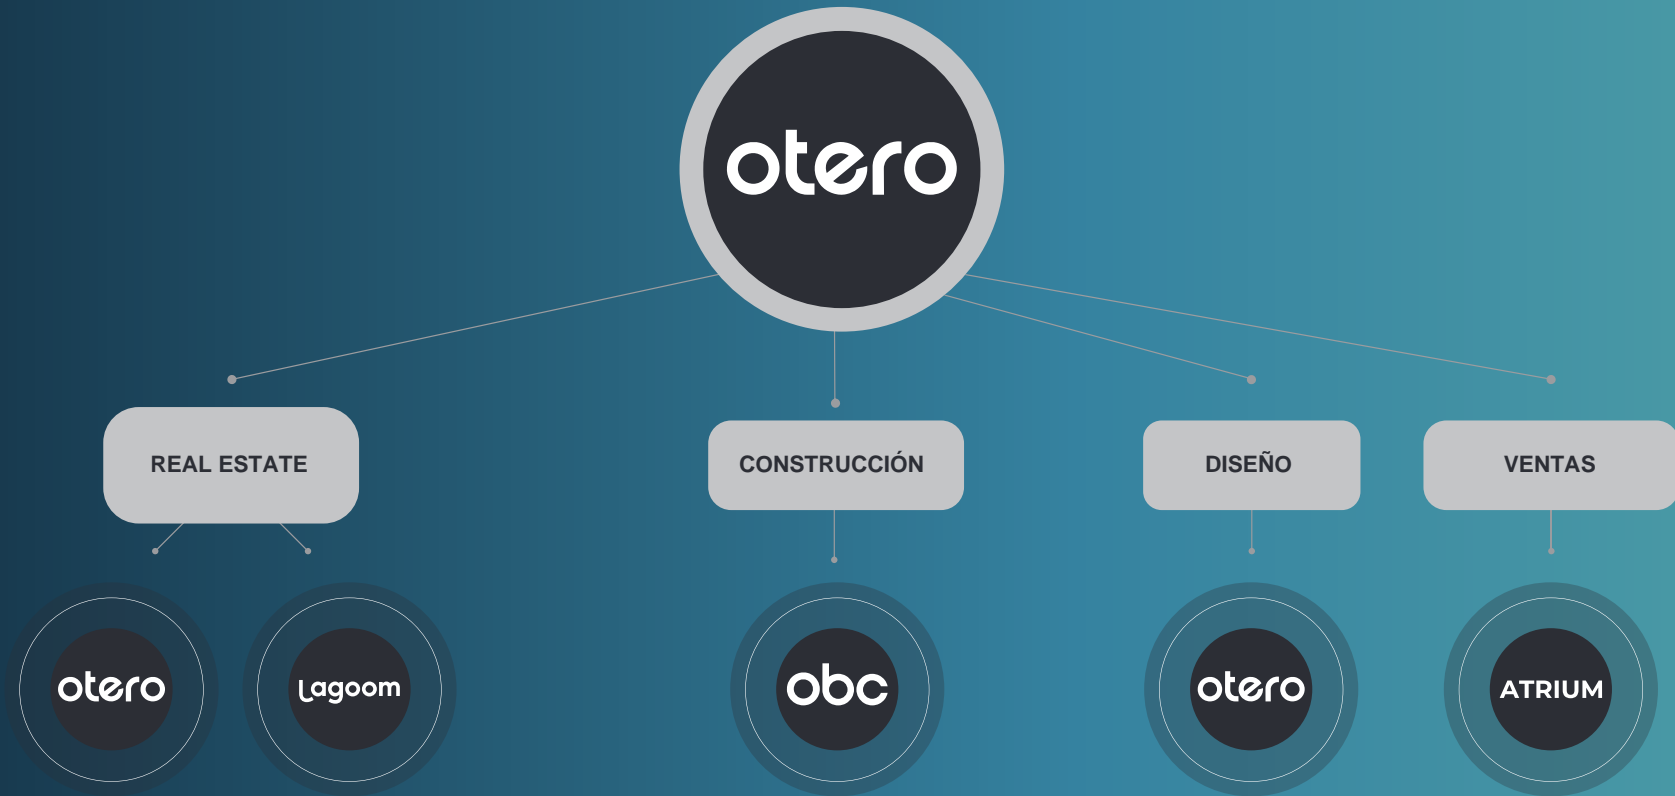 otero
REAL ESTATE
CONSTRUCCIÓN
DISEÑO
VENTAS
otero
Lagoom
obc
otero
ATRIUM